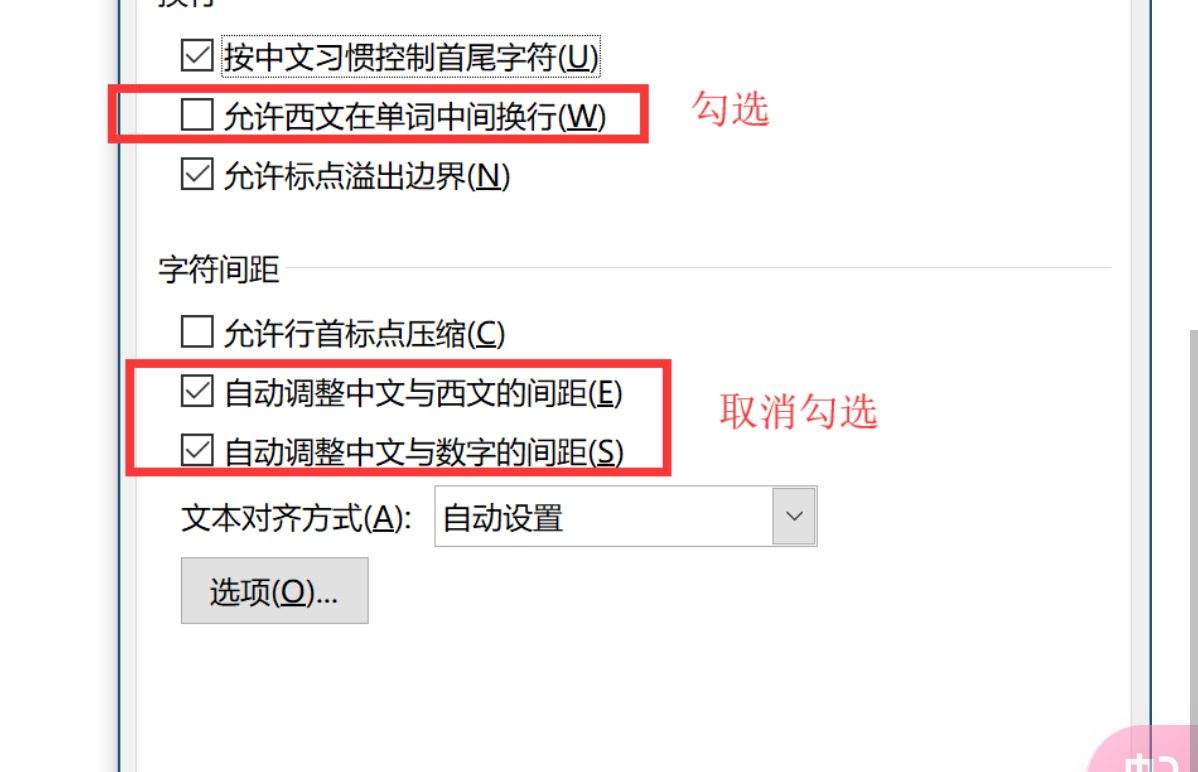 换行
按中文习惯控制首尾字符(U)
允许西文在单词中间换行(W)
勾选
允许标点溢出边界(N)
字符间距
允许行首标点压缩(C)
自动调整中文与西文的间距(E)
取消勾选
自动调整中文与数字的间距(S)
文本对齐方式(A): 自动设置
选项(O)...